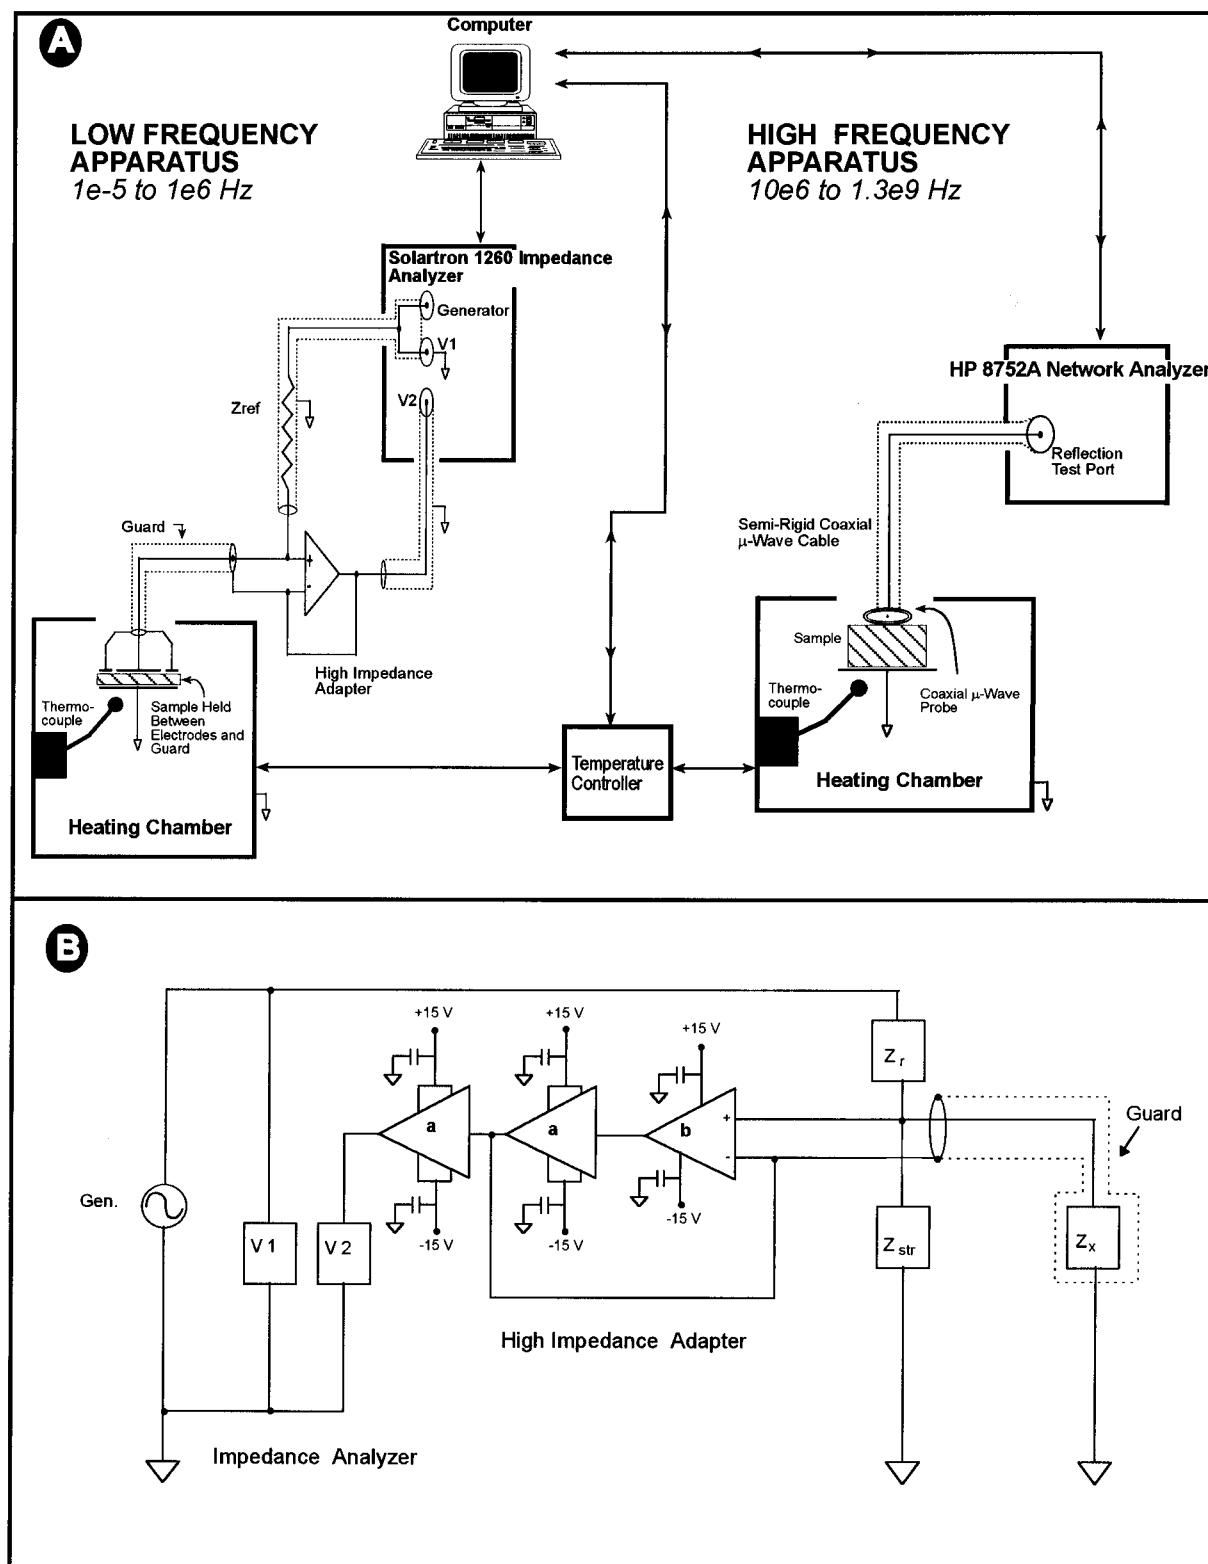 A
Computer
LOW FREQUENCY
APPARATUS
1e-5 to 1e6 Hz
HIGH FREQUENCY
APPARATUS
10e6 to 1.3e9 Hz
Solartron 1260 Impedance
Analyzer
Generator
V1
V2
Zref
HP 8752A Network Analyzer
Reflection
Test Port
Guard
+
-
High Impedance
Adapter
Semi-Rigid Coaxial
μ-Wave Cable
Sample
Thermo-
couple
Sample Held
Between
Electrodes and
Guard
Heating Chamber
Temperature
Controller
Thermo-
couple
Coaxial μ-Wave
Probe
Heating Chamber
B
+15 V
+15 V
+15 V
Z r
a
a
b
+
-
Guard
-15 V
-15 V
-15 V
Gen.
V 1
V 2
Z str
Z x
High Impedance Adapter
Impedance Analyzer